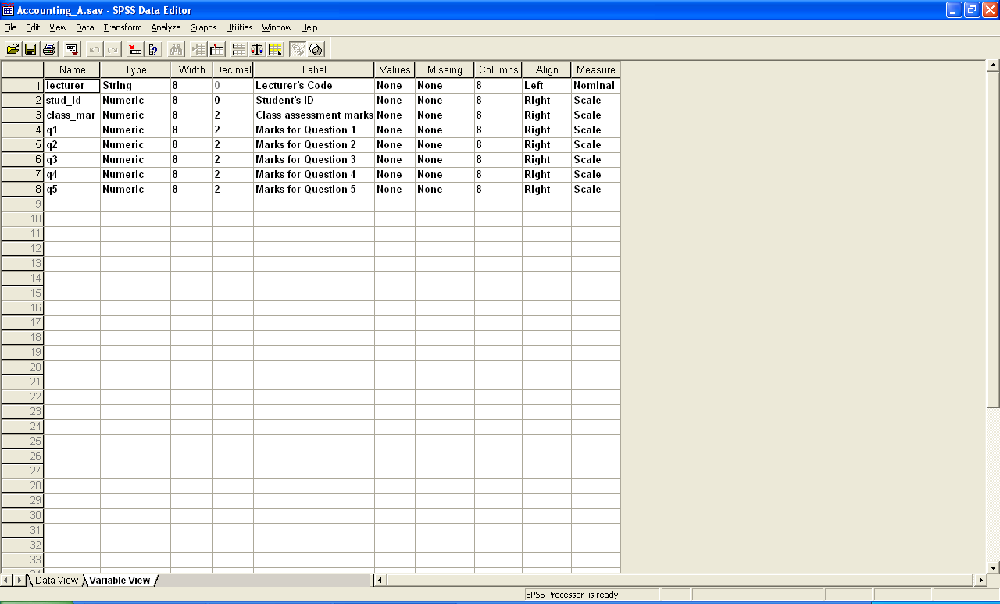 Accounting_A.sav - SPSS Data Editor
File Edit View Data Transform Analyze Graphs Utilities Window Help
Name Type Width Decimal Label Values Missing Columns Align Measure
1 lecturer String 8 0 Lecturer's Code None None 8 Left Nominal
2 stud_id Numeric 8 0 Student's ID None None 8 Right Scale
3 class_mar Numeric 8 2 Class assessment marks None None 8 Right Scale
4 q1 Numeric 8 2 Marks for Question 1 None None 8 Right Scale
5 q2 Numeric 8 2 Marks for Question 2 None None 8 Right Scale
6 q3 Numeric 8 2 Marks for Question 3 None None 8 Right Scale
7 q4 Numeric 8 2 Marks for Question 4 None None 8 Right Scale
8 q5 Numeric 8 2 Marks for Question 5 None None 8 Right Scale
9
10
11
12
13
14
15
16
17
18
19
20
21
22
23
24
25
26
27
28
29
30
31
32
33
Data View Variable View
SPSS Processor is ready